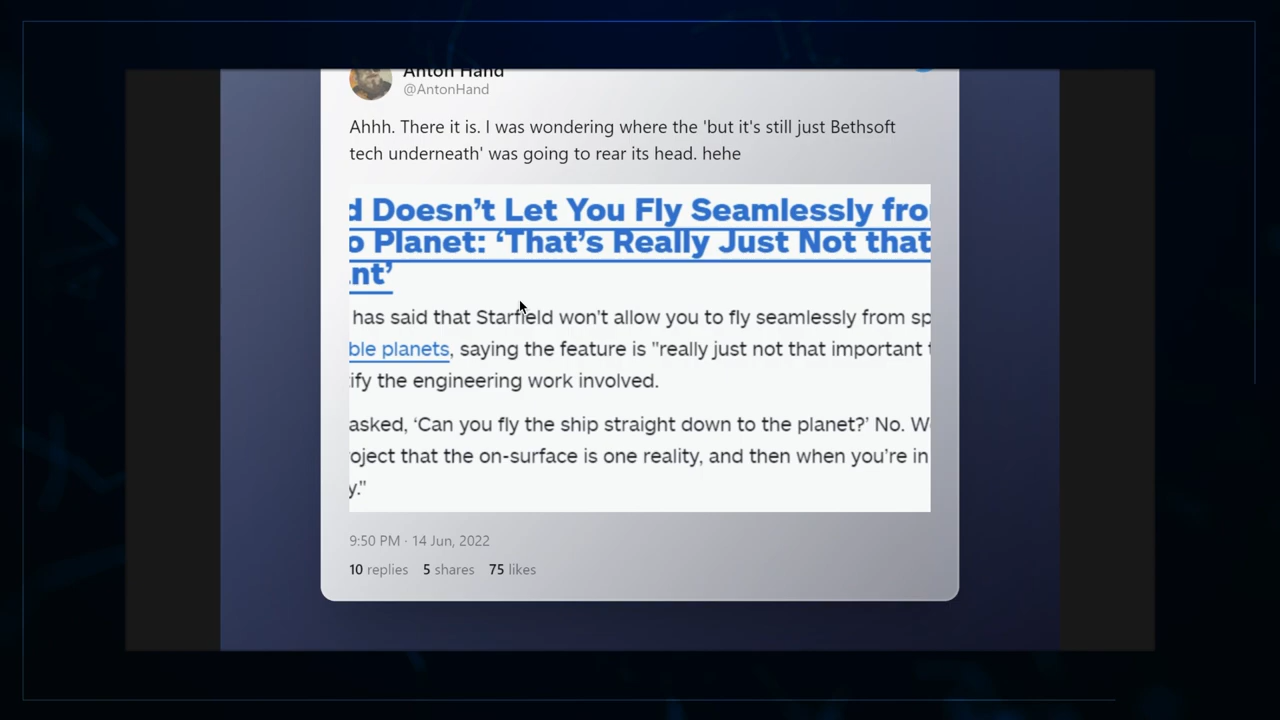 Anton Hand
@AntonHand
Ahhh. There it is. I was wondering where the 'but it's still just Bethsoft
tech underneath' was going to rear its head. hehe
d Doesn’t Let You Fly Seamlessly fro
o Planet: ‘That’s Really Just Not that
nt’
has said that Starfield won't allow you to fly seamlessly from sp
ble planets, saying the feature is "really just not that important
ify the engineering work involved.
asked, ‘Can you fly the ship straight down to the planet?’ No. W
oject that the on-surface is one reality, and then when you’re in
y."
9:50 PM · 14 Jun, 2022
10 replies 5 shares 75 likes